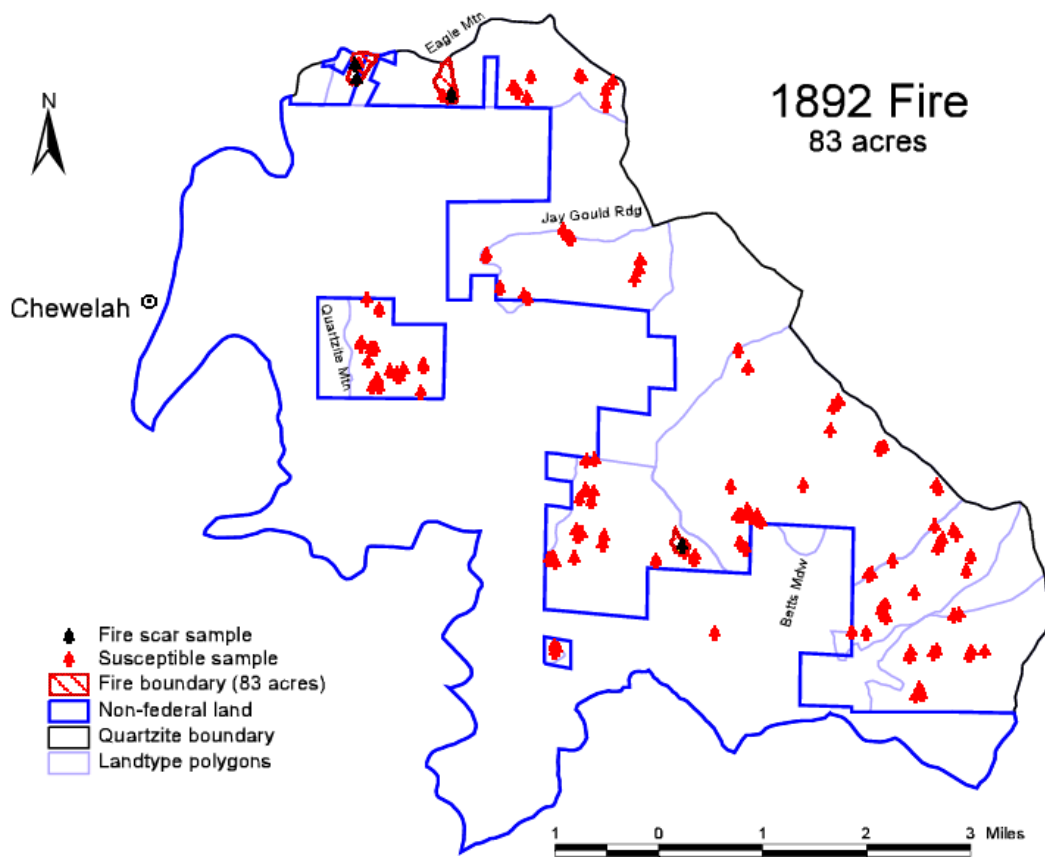 Eagle Mtn
N
1892 Fire
83 acres
Jay Gould Rdg
Chewelah
Quartzite Mtn
Betts Mdw
Fire scar sample
Susceptible sample
Fire boundary (83 acres)
Non-federal land
Quartzite boundary
Landtype polygons
1 0 1 2 3 Miles